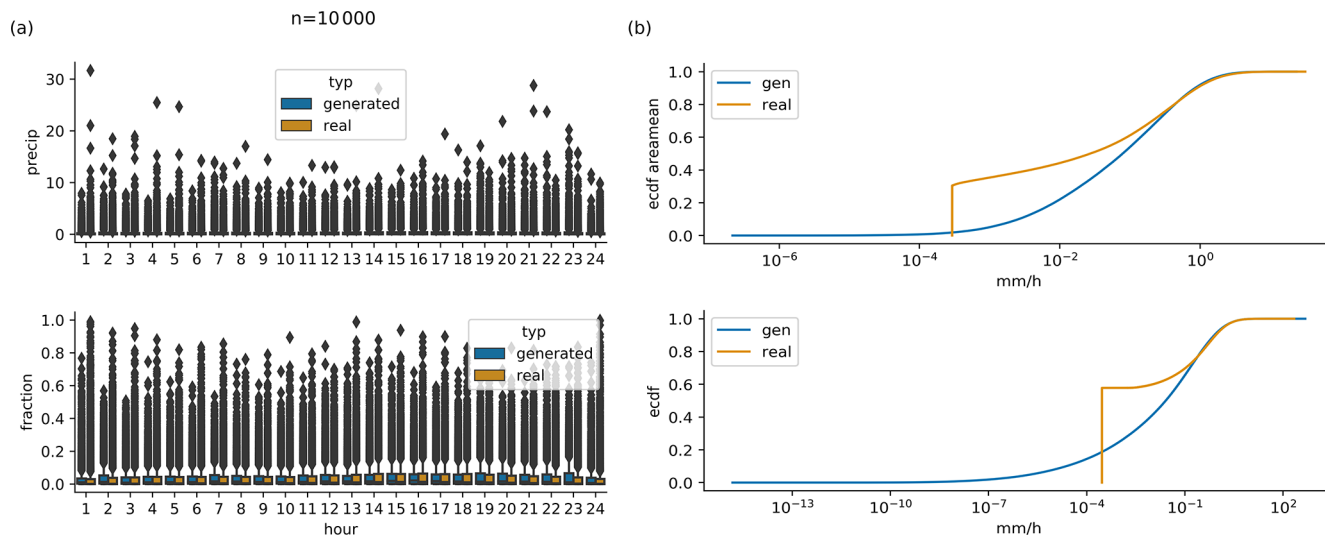 (a)
n=10 000
30
20
10
0
precip
typ
generated
real
1 2 3 4 5 6 7 8 9 10 11 12 13 14 15 16 17 18 19 20 21 22 23 24
1.0
0.8
0.6
0.4
0.2
0.0
fraction
typ
generated
real
1 2 3 4 5 6 7 8 9 10 11 12 13 14 15 16 17 18 19 20 21 22 23 24
hour
(b)
1.0
0.8
0.6
0.4
0.2
0.0
ecdf areamean
gen
real
10⁻⁶ 10⁻⁴ 10⁻² 10⁰
mm/h
1.0
0.8
0.6
0.4
0.2
0.0
ecdf
gen
real
10⁻¹³ 10⁻¹⁰ 10⁻⁷ 10⁻⁴ 10⁻¹ 10²
mm/h